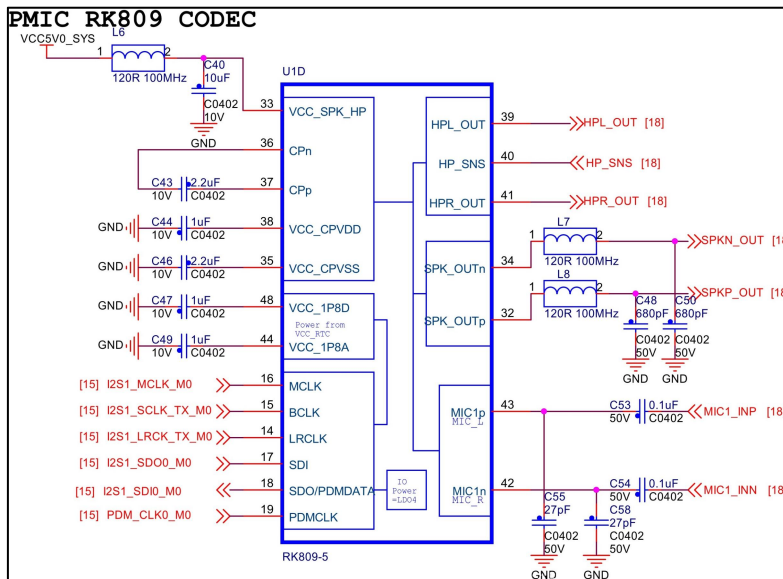 PMIC RK809 CODEC
VCC5V0_SYS
L6
1 2
120R 100MHz
C40
10uF
C0402
10V
GND
U1D
33 VCC_SPK_HP
36 CPn
C43 2.2uF 37 CPp
10V C0402
GND C44 1uF 38 VCC_CPVDD
10V C0402
GND C46 2.2uF 35 VCC_CPVSS
10V C0402
GND C47 1uF 48 VCC_1P8D
10V C0402
Power from
VCC_RTC
GND C49 1uF 44 VCC_1P8A
10V C0402
[15] I2S1_MCLK_M0 16 MCLK
[15] I2S1_SCLK_TX_M0 15 BCLK
[15] I2S1_LRCK_TX_M0 14 LRCLK
[15] I2S1_SDO0_M0 17 SDI
[15] I2S1_SDI0_M0 18 SDO/PDMDATA
[15] PDM_CLK0_M0 19 PDMCLK
IO
Power
=LDO4
RK809-5
HPL_OUT 39 HPL_OUT [18]
HP_SNS 40 HP_SNS [18]
HPR_OUT 41 HPR_OUT [18]
L7
SPK_OUTn 34 1 2 SPKN_OUT [18
120R 100MHz
L8
SPK_OUTp 32 1 2 SPKP_OUT [18
120R 100MHz
C48 C50
680pF 680pF
C0402 C0402
50V 50V
GND GND
MIC1p 43 C53 0.1uF MIC1_INP [18
MIC_L 50V C0402
MIC1n 42 C54 0.1uF MIC1_INN [18
MIC_R 50V C0402
C55 C58
27pF 27pF
C0402 C0402
50V 50V
GND GND